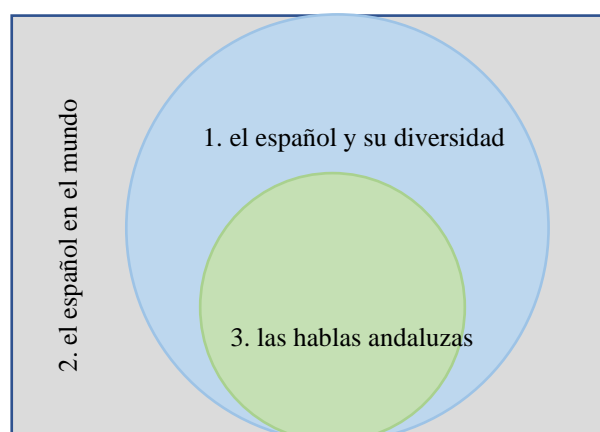 1. el español y su diversidad
2. el español en el mundo
3. las hablas andaluzas